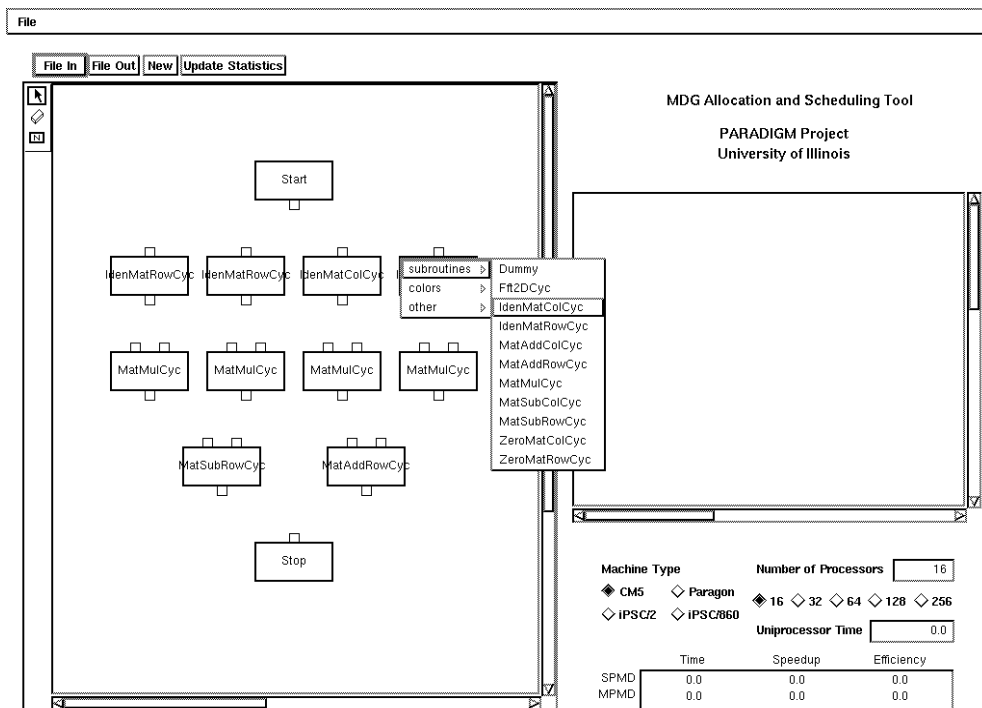 File
File In File Out New Update Statistics
N
MDG Allocation and Scheduling Tool
PARADIGM Project
University of Illinois
Start
IdenMatRowCyc IdenMatRowCyc IdenMatColCyc
subroutines
colors
other
Dummy
Fft2DCyc
IdenMatColCyc
IdenMatRowCyc
MatAddColCyc
MatAddRowCyc
MatMulCyc
MatSubColCyc
MatSubRowCyc
ZeroMatColCyc
ZeroMatRowCyc
MatMulCyc MatMulCyc MatMulCyc MatMulCyc
MatSubRowCyc MatAddRowCyc
Stop
Machine Type
CM5 Paragon
iPSC/2 iPSC/860
Number of Processors 16
16 32 64 128 256
Uniprocessor Time 0.0
Time Speedup Efficiency
SPMD 0.0 0.0 0.0
MPMD 0.0 0.0 0.0